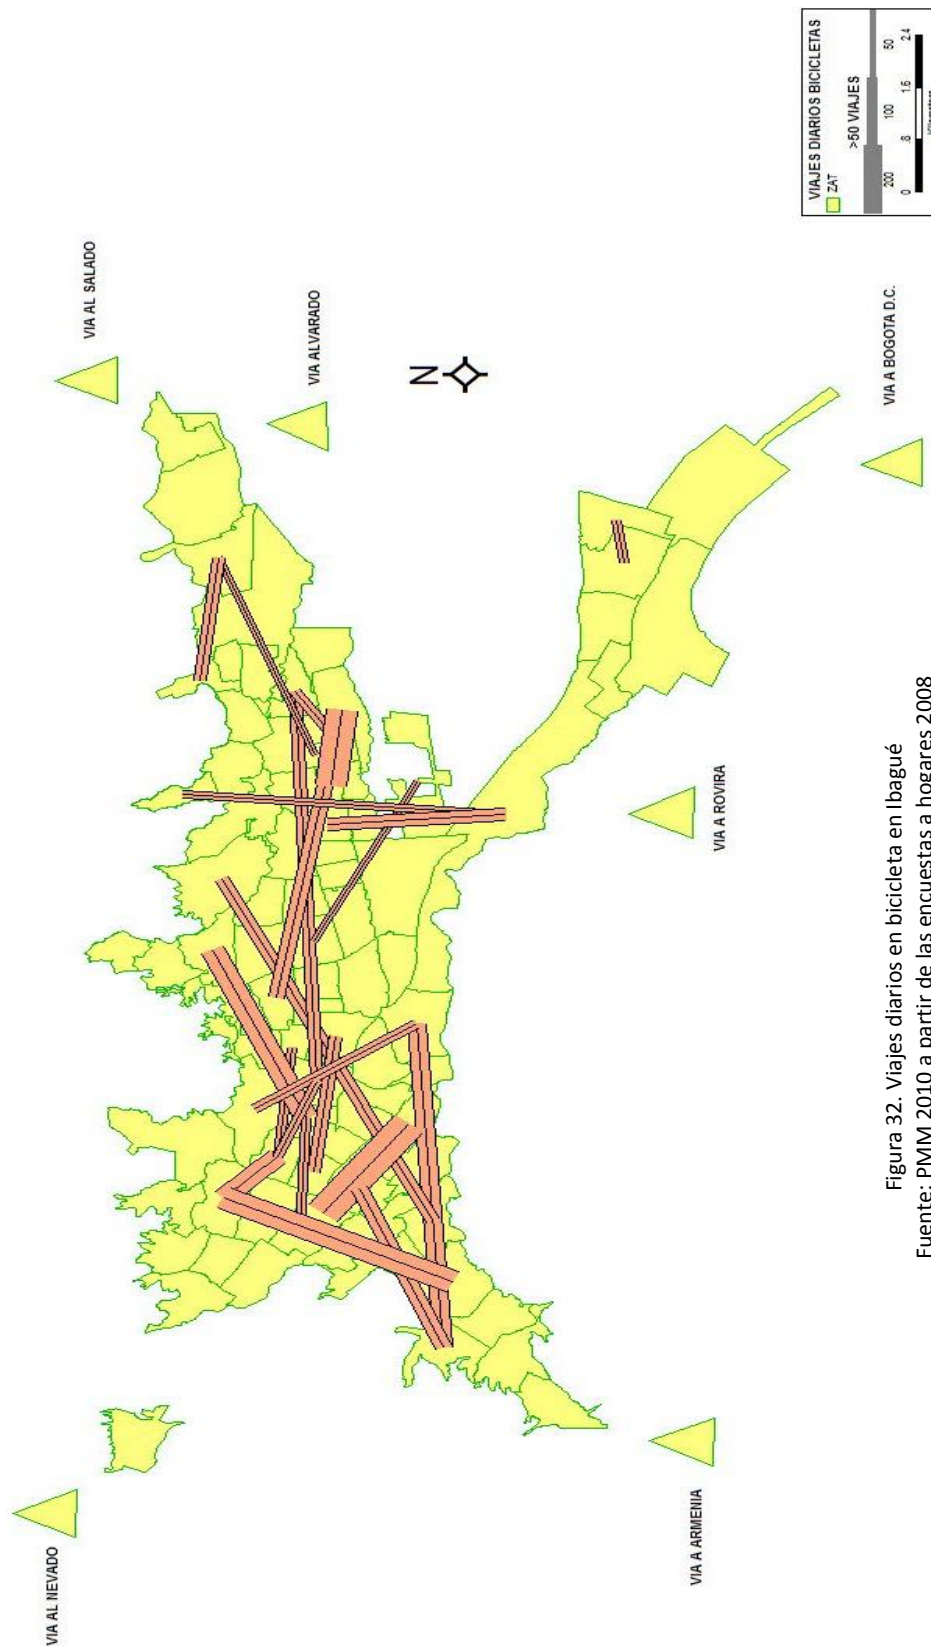 VIA AL NEVADO
VIA AL SALADO
VIA ALVARADO
N
VIA A ARMENIA
VIA A ROVIRA
VIA A BOGOTA D.C.
VIAJES DIARIOS BICICLETAS
ZAT
>50 VIAJES
200 100 50
0 .8 1.6 2.4
Figura 32. Viajes diarios en bicicleta en Ibagué
Fuente: PMM 2010 a partir de las encuestas a hogares 2008